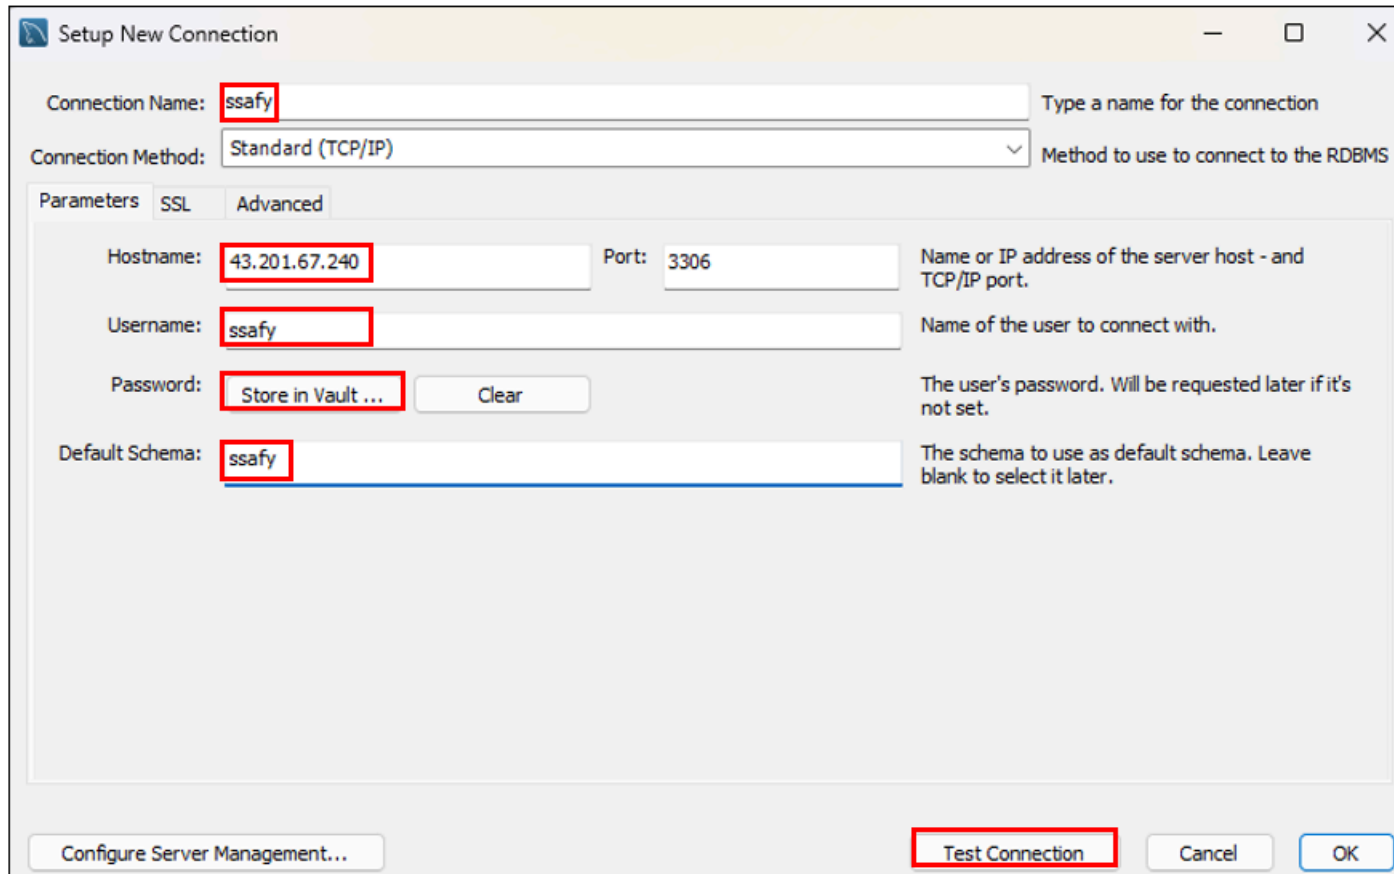 Setup New Connection
Connection Name: ssafy Type a name for the connection
Connection Method: Standard (TCP/IP) Method to use to connect to the RDBMS
Parameters SSL Advanced
Hostname: 43.201.67.240 Port: 3306 Name or IP address of the server host - and
TCP/IP port.
Username: ssafy Name of the user to connect with.
Password: Store in Vault ... Clear The user's password. Will be requested later if it's
not set.
Default Schema: ssafy The schema to use as default schema. Leave
blank to select it later.
Configure Server Management... Test Connection Cancel OK